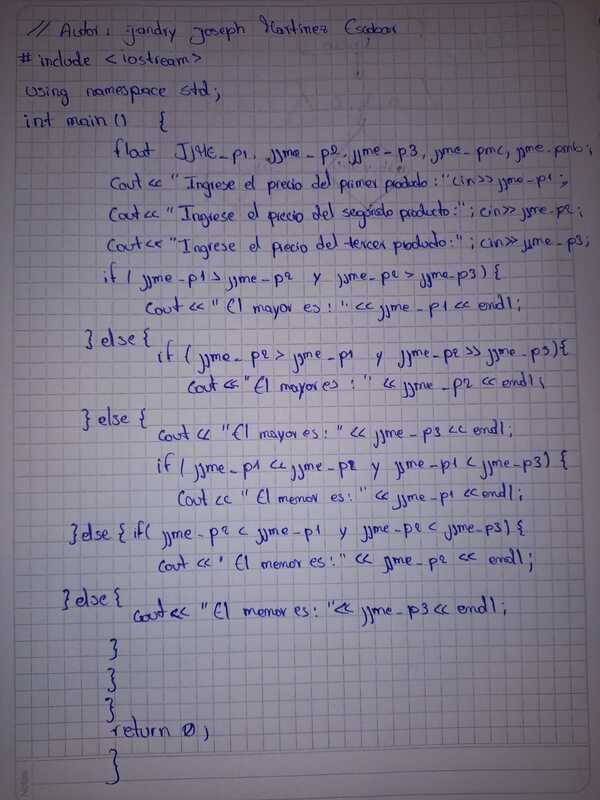 // Autor: Jandry Joseph Martinez Escobar
# include <iostream>
using namespace std;
int main() {
float JJME_p1, jjme_p2, jjme_p3, jjme_pmc, jjme_pmb;
Cout << "Ingrese el precio del primer producto:" cin>> jjme_p1;
Cout << "Ingrese el precio del segundo producto:"; cin>> jjme_p2;
Cout << "Ingrese el precio del tercer producto:"; cin>> jjme_p3;
if ( jjme_p1 > jjme_p2 y jjme_p2 > jjme_p3) {
Cout << "El mayor es: " << jjme_p1 << endl;
} else {
if ( jjme_p2 > jjme_p1 y jjme_p2 >> jjme_p3) {
Cout << "El mayor es: " << jjme_p2 << endl;
} else {
Cout << "El mayor es: " << jjme_p3 << endl;
if ( jjme_p1 << jjme_p2 y jjme_p1 < jjme_p3) {
Cout << "El menor es: " << jjme_p1 << endl;
} else { if( jjme_p2 < jjme_p1 y jjme_p2 < jjme_p3) {
Cout << " El menor es: " << jjme_p2 << endl;
} else {
Cout << "El menor es: " << jjme_p3 << endl;
}
}
}
return 0;
}